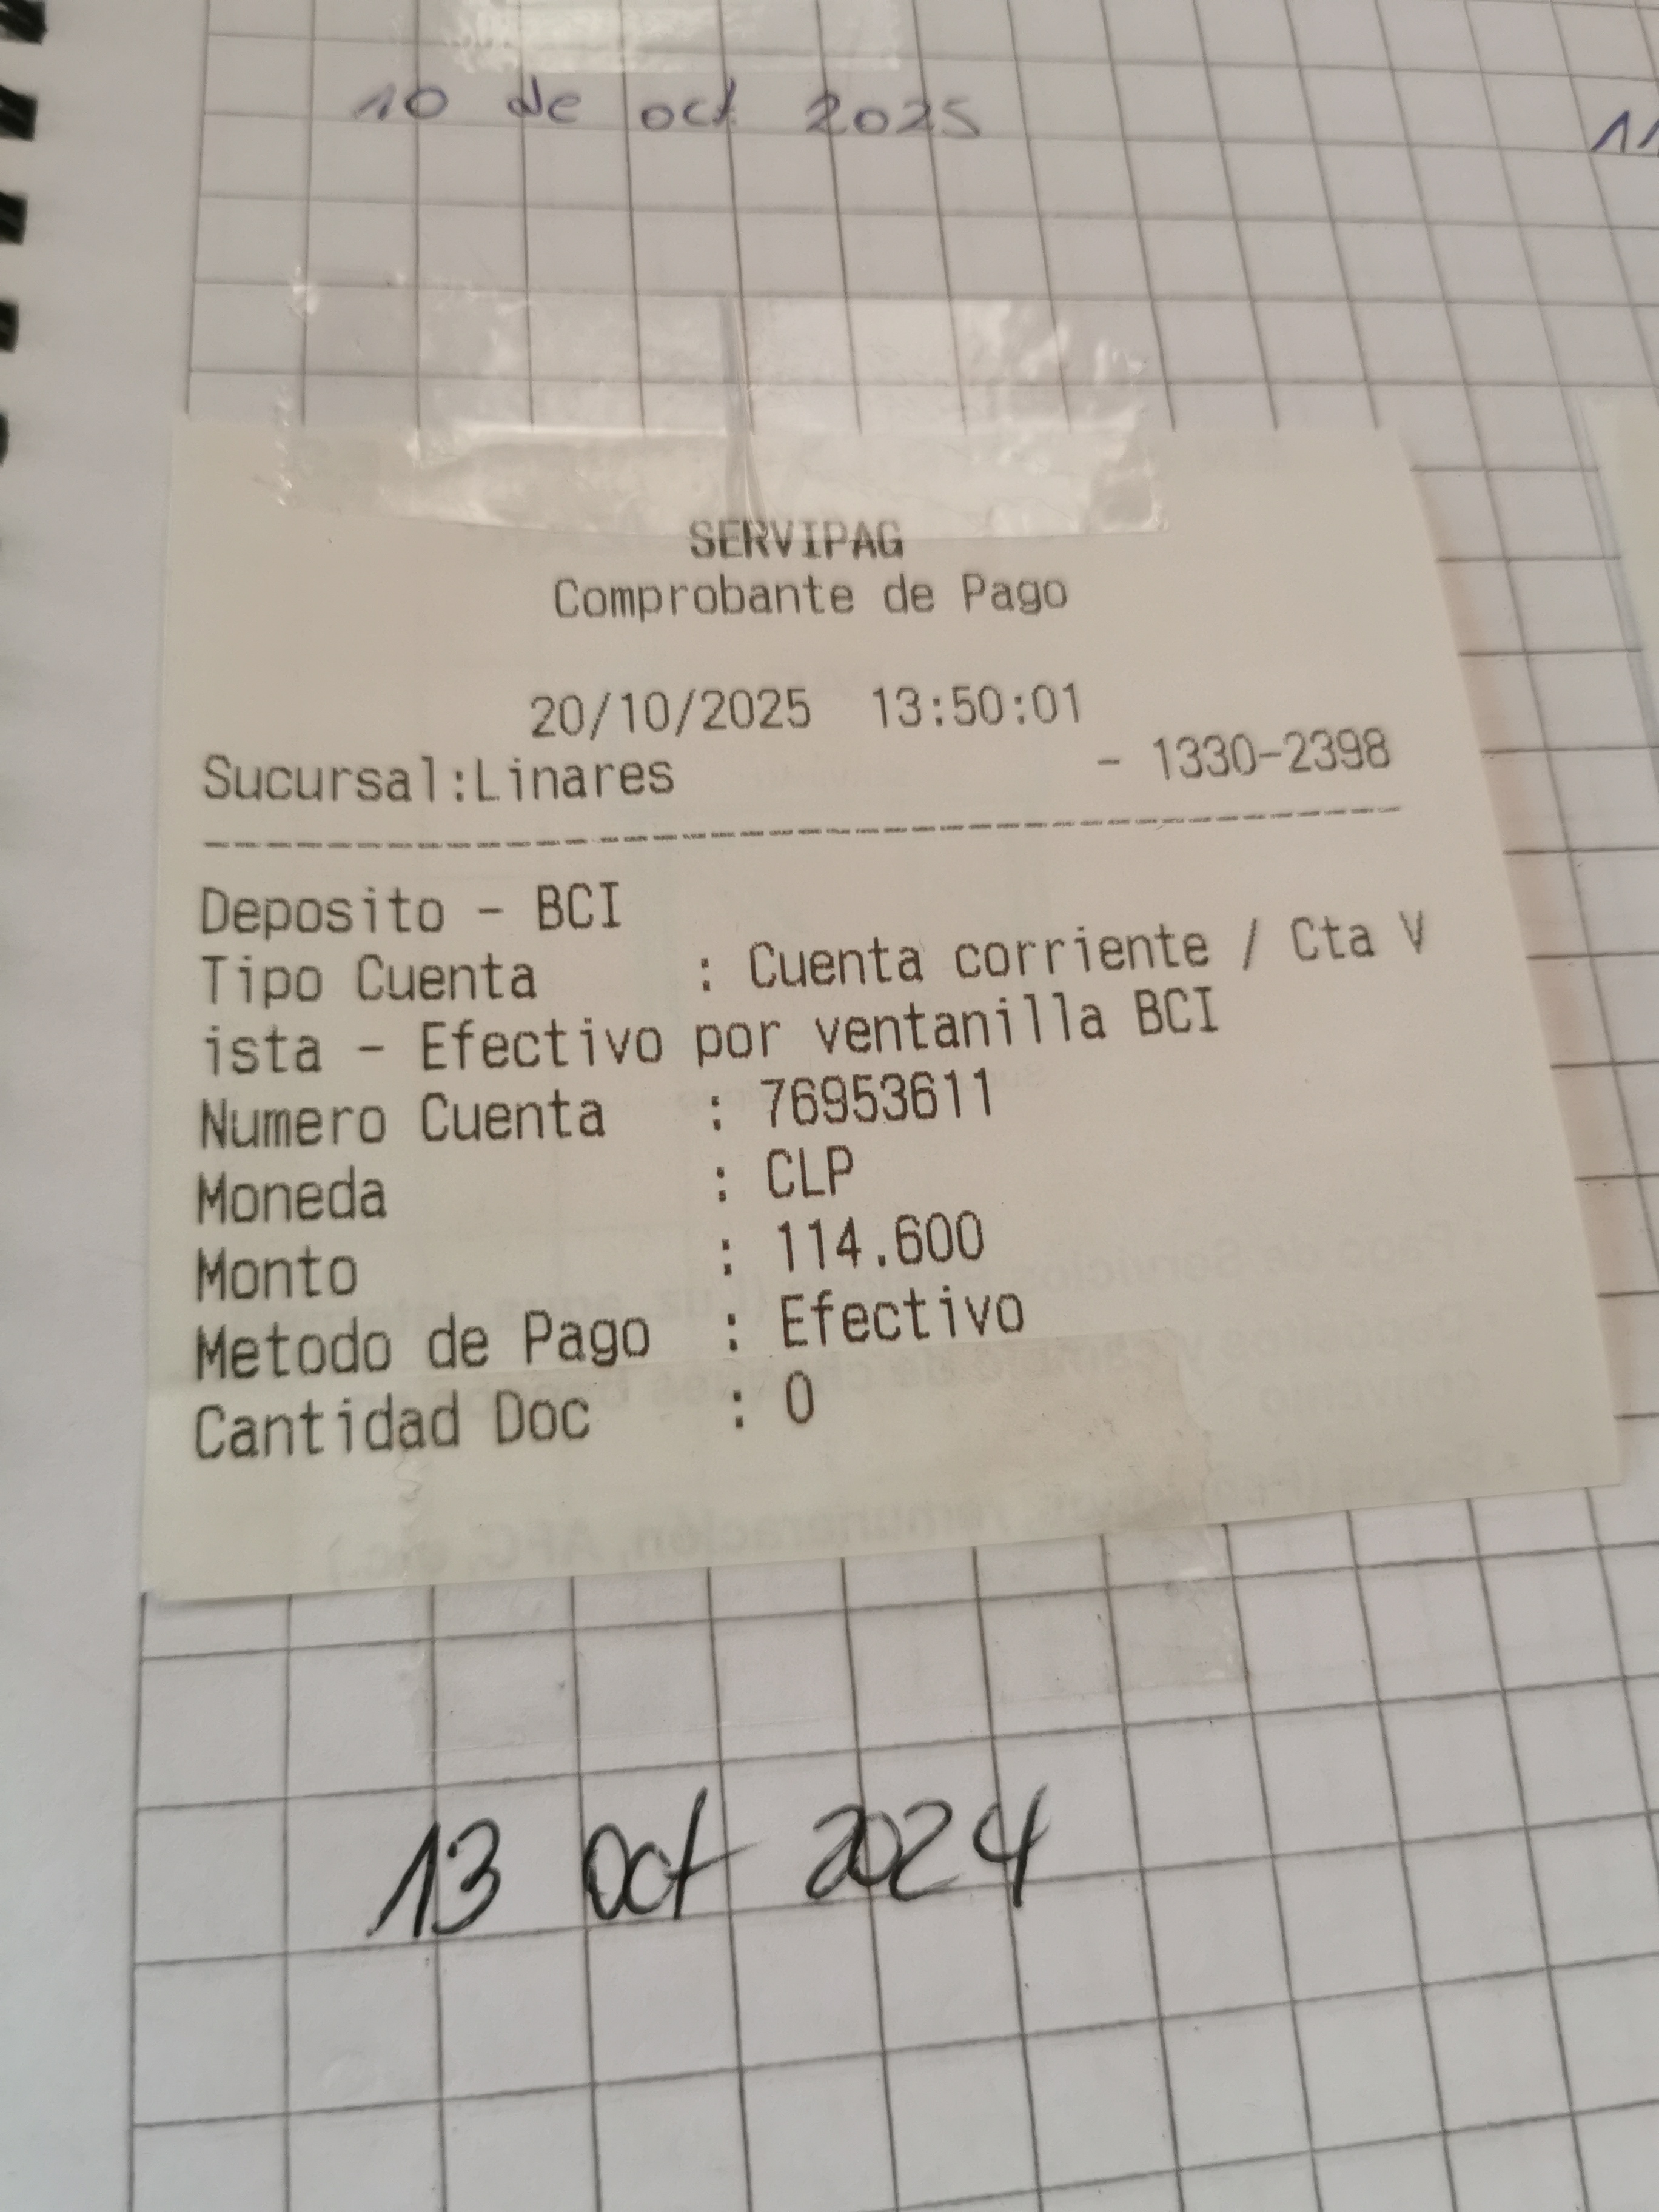 10 de oct 2025
11
SERVIPAG
Comprobante de Pago
20/10/2025 13:50:01
Sucursal:Linares - 1330-2398
Deposito - BCI
Tipo Cuenta : Cuenta corriente / Cta V
ista - Efectivo por ventanilla BCI
Numero Cuenta : 76953611
Moneda : CLP
Monto : 114.600
Metodo de Pago : Efectivo
Cantidad Doc : 0
13 Oct 2024